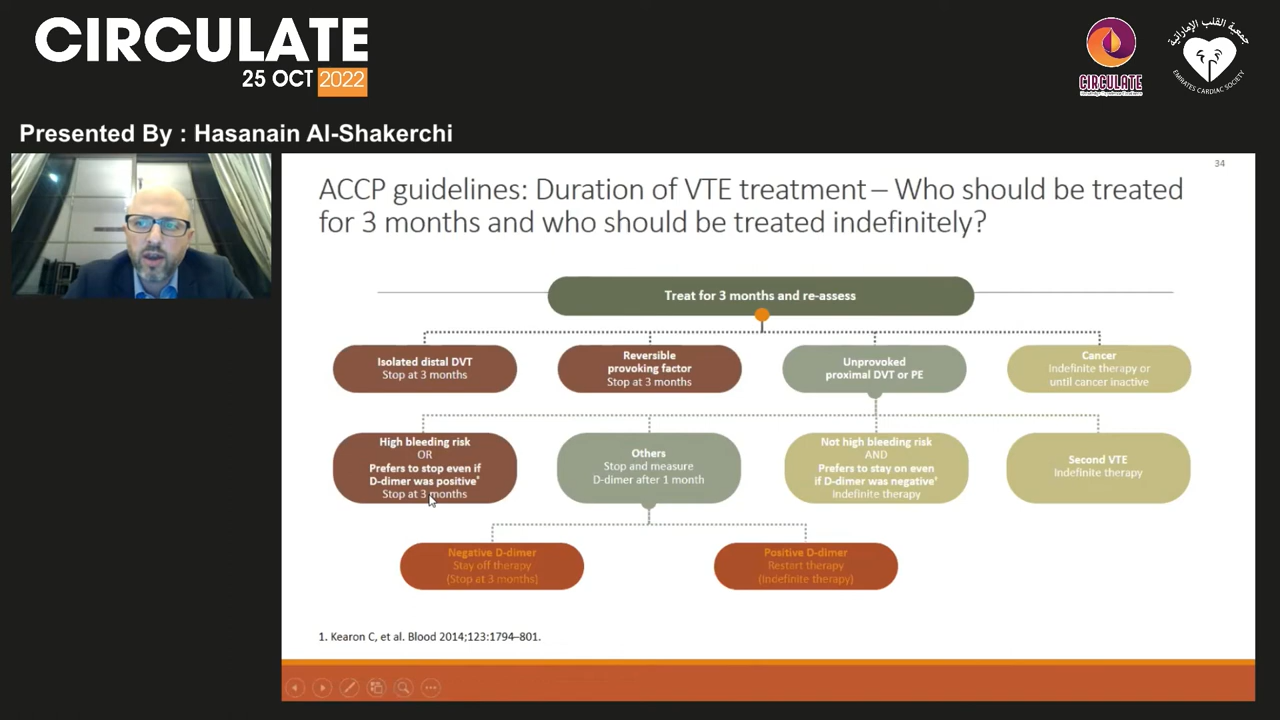 CIRCULATE
25 OCT 2022
CIRCULATE
جمعية القلب الإماراتية
EMIRATES CARDIAC SOCIETY
Presented By : Hasanain Al-Shakerchi
34
ACCP guidelines: Duration of VTE treatment – Who should be treated
for 3 months and who should be treated indefinitely?
Treat for 3 months and re-assess
Isolated distal DVT
Stop at 3 months
Reversible
provoking factor
Stop at 3 months
Unprovoked
proximal DVT or PE
Cancer
Indefinite therapy or
until cancer inactive
High bleeding risk
OR
Prefers to stop even if
D-dimer was positive*
Stop at 3 months
Others
Stop and measure
D-dimer after 1 month
Not high bleeding risk
AND
Prefers to stay on even
if D-dimer was negative*
Indefinite therapy
Second VTE
Indefinite therapy
Negative D-dimer
Stay off therapy
(Stop at 3 months)
Positive D-dimer
Restart therapy
(Indefinite therapy)
1. Kearon C, et al. Blood 2014;123:1794–801.